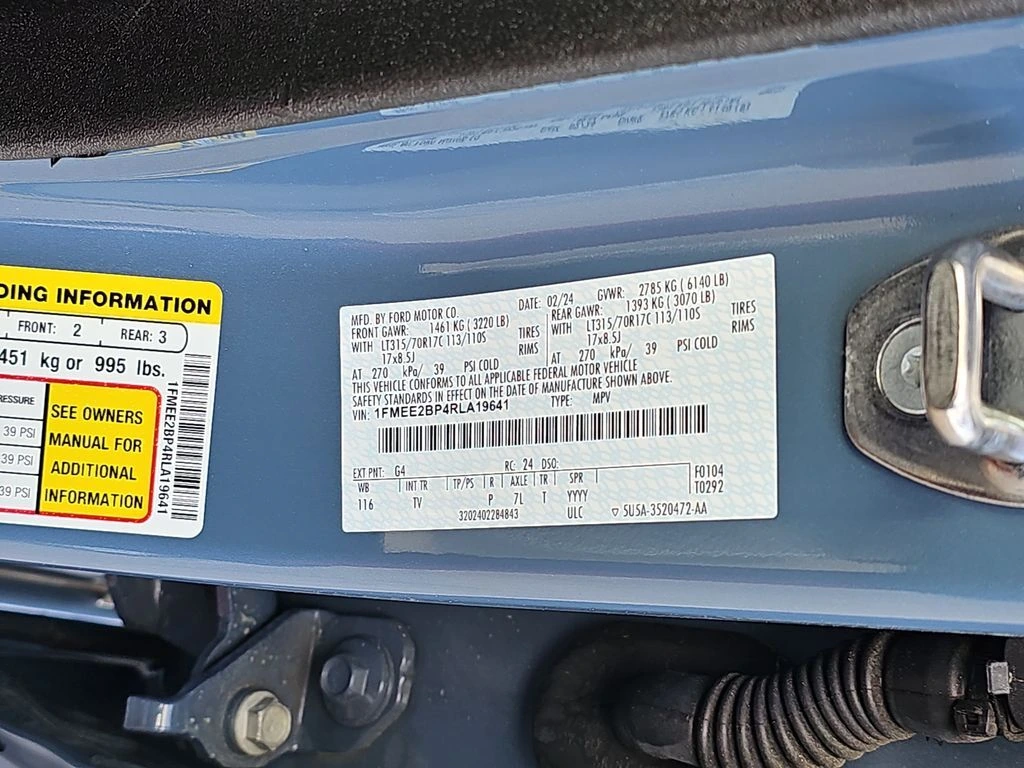 DING INFORMATION
FRONT: 2 REAR: 3
451 kg or 995 lbs.
RESSURE
39 PSI
39 PSI
39 PSI
SEE OWNERS
MANUAL FOR
ADDITIONAL
INFORMATION
1FMEE2BP4RLA19641
MFD. BY FORD MOTOR CO. DATE: 02/24 GVWR: 2785 KG ( 6140 LB)
FRONT GAWR: 1461 KG ( 3220 LB) REAR GAWR: 1393 KG ( 3070 LB)
WITH LT315/70R17C 113/110S TIRES WITH LT315/70R17C 113/110S TIRES
17x8.5J RIMS 17x8.5J RIMS
AT 270 kPa/ 39 PSI COLD AT 270 kPa/ 39 PSI COLD
THIS VEHICLE CONFORMS TO ALL APPLICABLE FEDERAL MOTOR VEHICLE
SAFETY STANDARDS IN EFFECT ON THE DATE OF MANUFACTURE SHOWN ABOVE.
VIN: 1FMEE2BP4RLA19641 TYPE: MPV
EXT PNT: G4 RC: 24 DSO: F0104
WB INT TR TP/PS R AXLE TR SPR T0292
116 TV P 7L T YYYY
3202402284843 ULC ▽ 5U5A-3520472-AA